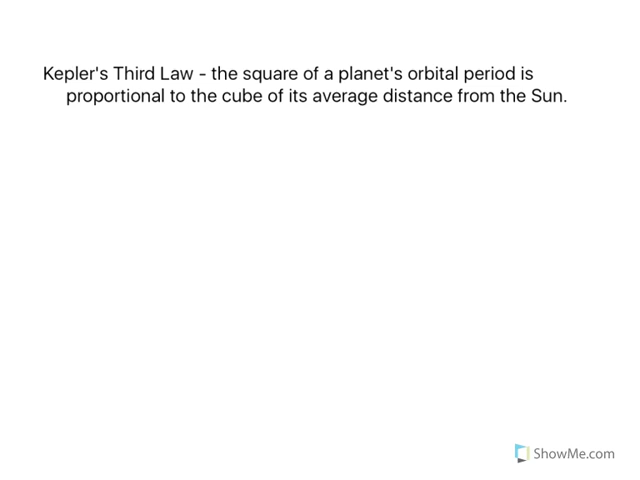 Kepler's Third Law - the square of a planet's orbital period is
proportional to the cube of its average distance from the Sun.
ShowMe.com